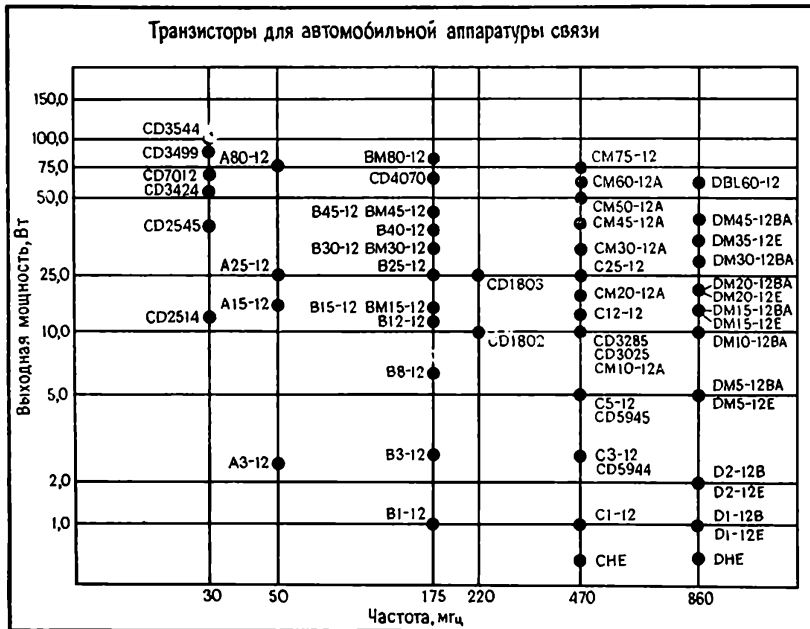 Транзисторы для автомобильной аппаратуры связи
Выходная мощность, Вт
150,0
100,0
75,0
50,0
25,0
10,0
5,0
2,0
1,0
CD3544
CD3499
CD7012
CD3424
CD2545
CD2514
A80-12
A25-12
A15-12
A3-12
BM80-12
CD4070
B45-12 BM45-12
B40-12
B30-12 BM30-12
B25-12
B15-12 BM15-12
B12-12
B8-12
B3-12
B1-12
CD1803
CD1802
CM75-12
CM60-12A
CM50-12A
CM45-12A
CM30-12A
C25-12
CM20-12A
C12-12
CD3285
CD3025
CM10-12A
C5-12
CD5945
C3-12
CD5944
C1-12
CHE
DBL60-12
DM45-12BA
DM35-12E
DM30-12BA
DM20-12BA
DM20-12E
DM15-12BA
DM15-12E
DM10-12BA
DM5-12BA
DM5-12E
D2-12B
D2-12E
D1-12B
D1-12E
DHE
30 50 175 220 470 860
Частота, мгц